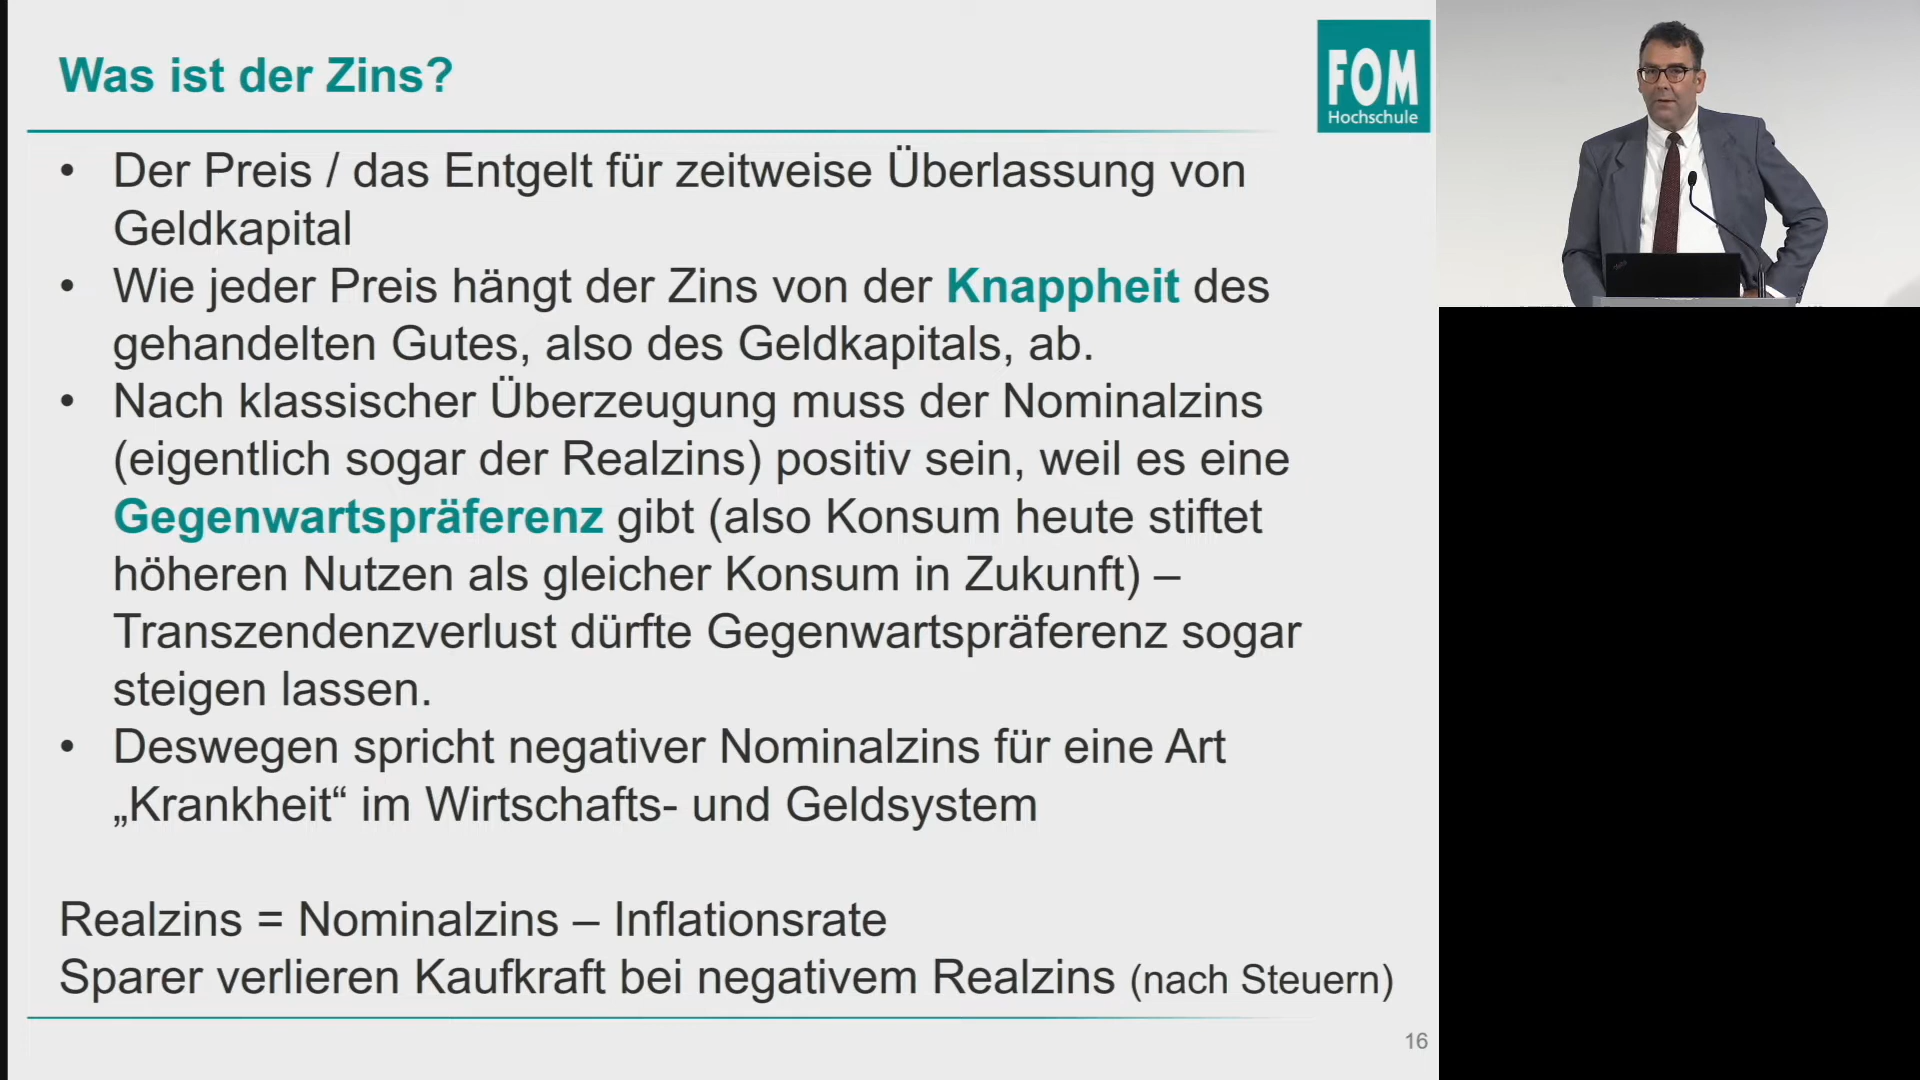 Was ist der Zins?
FOM
Hochschule
• Der Preis / das Entgelt für zeitweise Überlassung von
Geldkapital
• Wie jeder Preis hängt der Zins von der Knappheit des
gehandelten Gutes, also des Geldkapitals, ab.
• Nach klassischer Überzeugung muss der Nominalzins
(eigentlich sogar der Realzins) positiv sein, weil es eine
Gegenwartspräferenz gibt (also Konsum heute stiftet
höheren Nutzen als gleicher Konsum in Zukunft) –
Transzendenzverlust dürfte Gegenwartspräferenz sogar
steigen lassen.
• Deswegen spricht negativer Nominalzins für eine Art
„Krankheit“ im Wirtschafts- und Geldsystem
Realzins = Nominalzins – Inflationsrate
Sparer verlieren Kaufkraft bei negativem Realzins (nach Steuern)
16